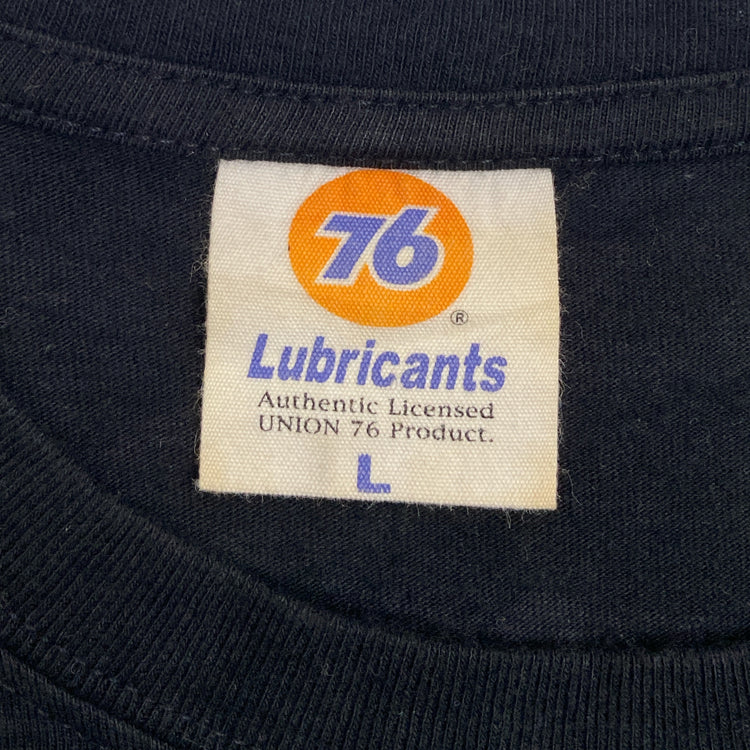 76
®
Lubricants
Authentic Licensed
UNION 76 Product.
L